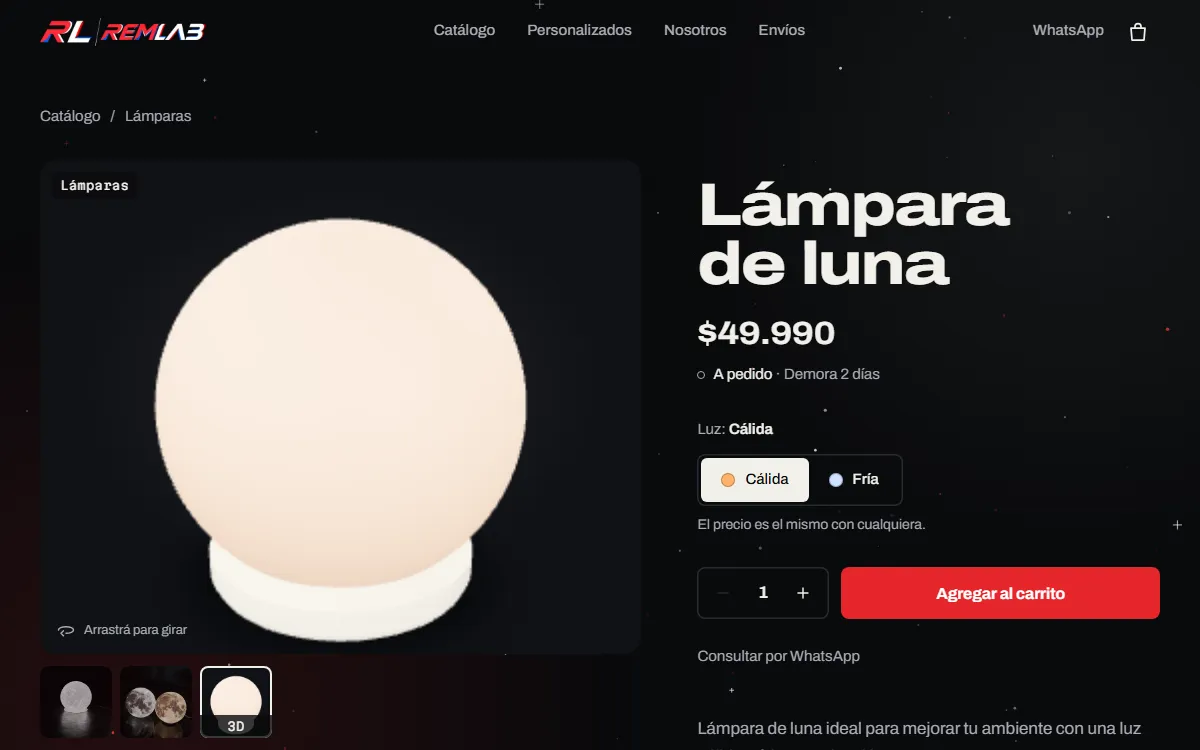 RL REMLAB
Catálogo
Personalizados
Nosotros
Envíos
WhatsApp
Catálogo / Lámparas
Lámparas
Arrastrá para girar
3D
Lámpara
de luna
$49.990
A pedido · Demora 2 días
Luz: Cálida
Cálida
Fría
El precio es el mismo con cualquiera.
− 1 +
Agregar al carrito
Consultar por WhatsApp
Lámpara de luna ideal para mejorar tu ambiente con una luz